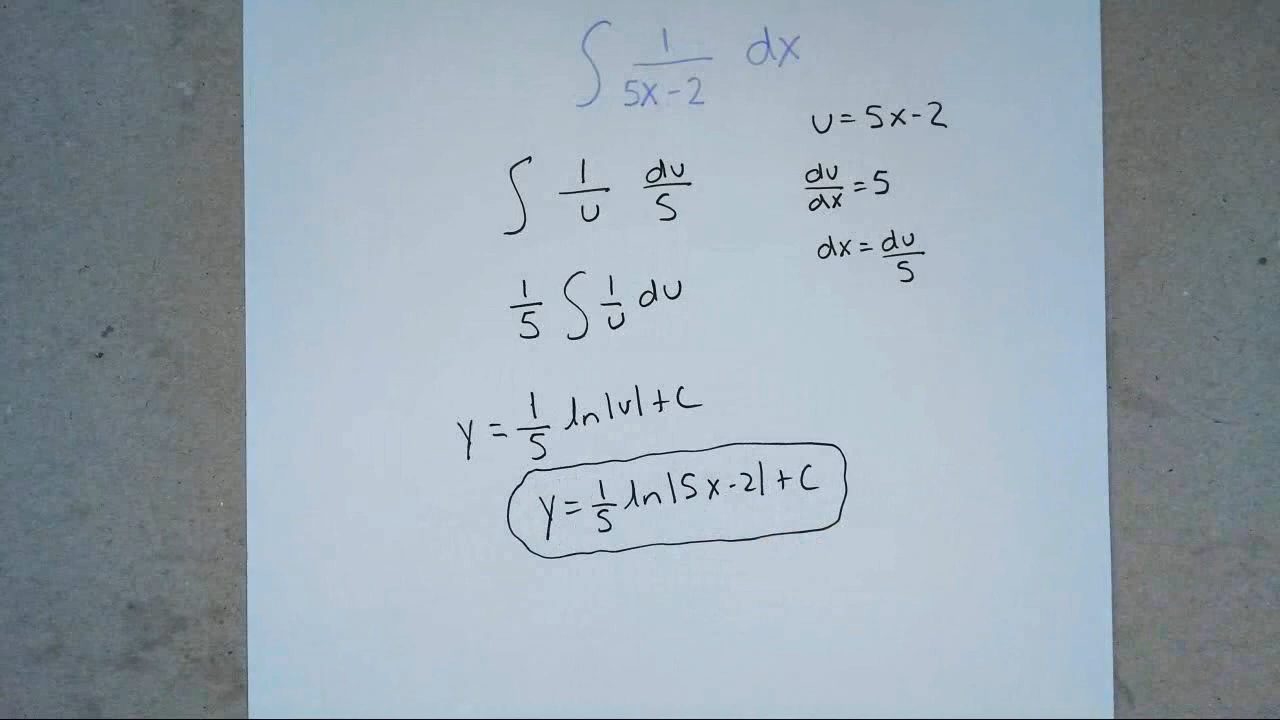 ∫ 1/(5x-2) dx
u = 5x-2
∫ 1/u du/5
du/dx = 5
dx = du/5
1/5 ∫ 1/u du
y = 1/5 ln|u| + C
y = 1/5 ln|5x-2| + C